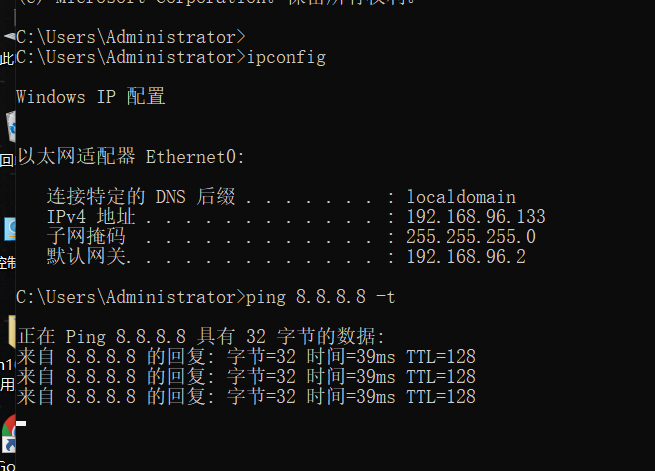 (c) Microsoft Corporation。保留所有权利。
C:\Users\Administrator>
C:\Users\Administrator>ipconfig
Windows IP 配置
以太网适配器 Ethernet0:
连接特定的 DNS 后缀 . . . . . . . : localdomain
IPv4 地址 . . . . . . . . . . . . : 192.168.96.133
子网掩码  . . . . . . . . . . . . : 255.255.255.0
默认网关. . . . . . . . . . . . . : 192.168.96.2
C:\Users\Administrator>ping 8.8.8.8 -t
正在 Ping 8.8.8.8 具有 32 字节的数据:
来自 8.8.8.8 的回复: 字节=32 时间=39ms TTL=128
来自 8.8.8.8 的回复: 字节=32 时间=39ms TTL=128
来自 8.8.8.8 的回复: 字节=32 时间=39ms TTL=128
此
回
控制
用
Go